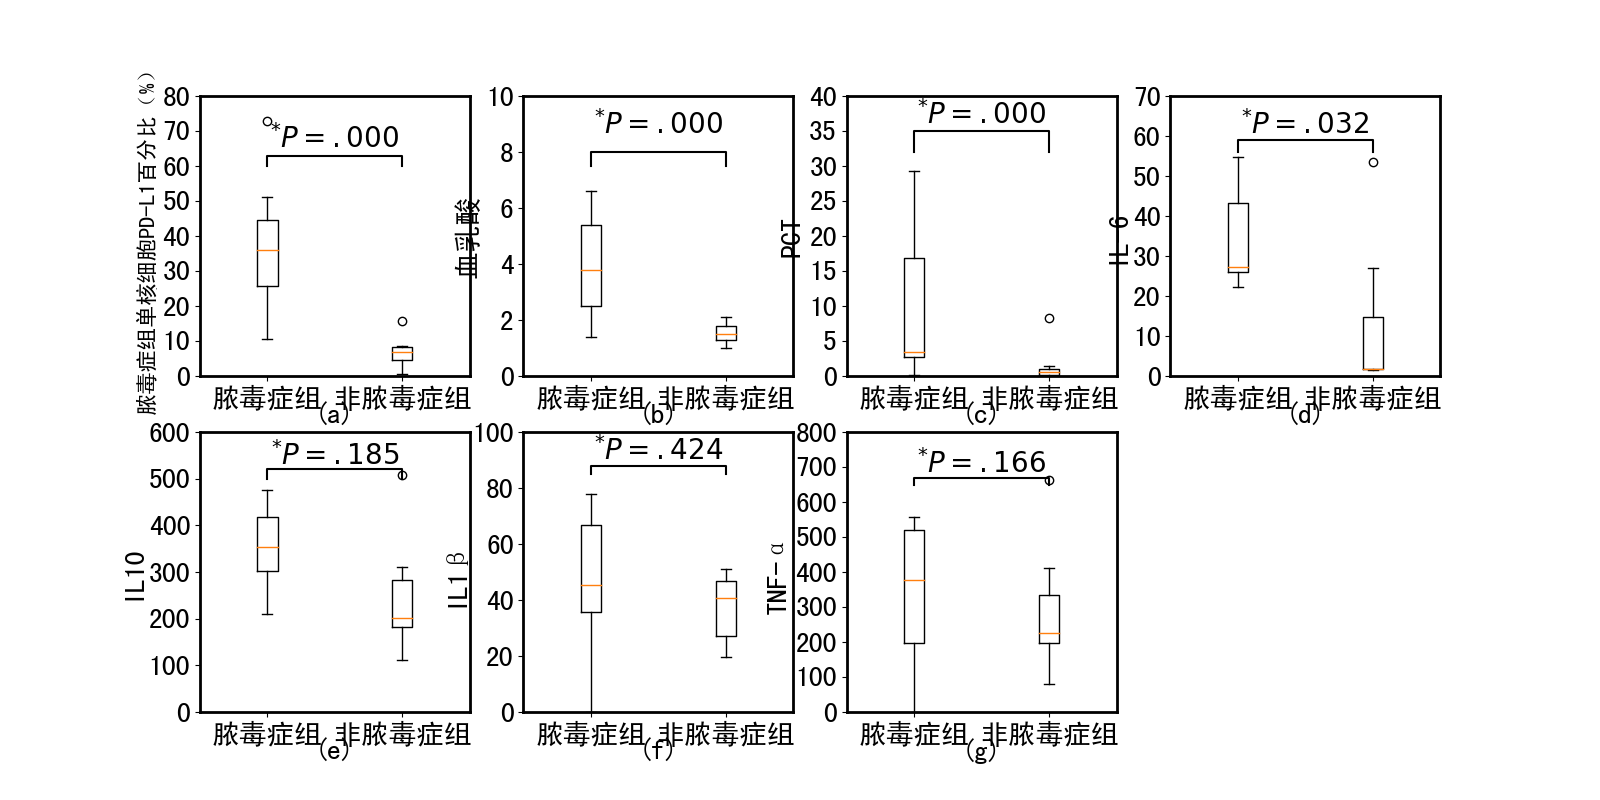 脓毒症组单核细胞PD-L1百分比（%）
80
70
60
50
40
30
20
10
0
*P=.000
脓毒症组 非脓毒症组
(a)
血乳酸
10
8
6
4
2
0
*P=.000
脓毒症组 非脓毒症组
(b)
PCT
40
35
30
25
20
15
10
5
0
*P=.000
脓毒症组 非脓毒症组
(c)
IL 6
70
60
50
40
30
20
10
0
*P=.032
脓毒症组 非脓毒症组
(d)
IL10
600
500
400
300
200
100
0
*P=.185
脓毒症组 非脓毒症组
(e)
IL1β
100
80
60
40
20
0
*P=.424
脓毒症组 非脓毒症组
(f)
TNF-α
800
700
600
500
400
300
200
100
0
*P=.166
脓毒症组 非脓毒症组
(g)